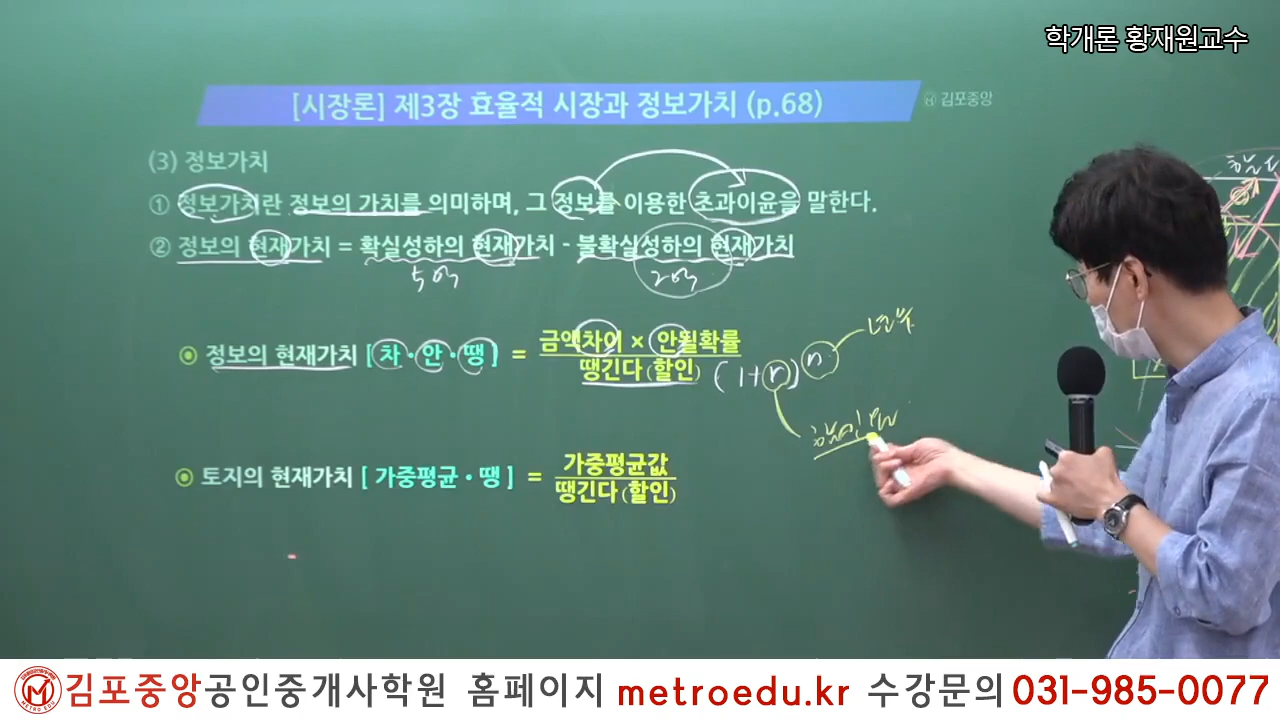 학개론 황재원교수
[시장론] 제3장 효율적 시장과 정보가치 (p.68)
김포중앙
(3) 정보가치
① 정보가치란 정보의 가치를 의미하며, 그 정보를 이용한 초과이윤을 말한다.
② 정보의 현재가치 = 확실성하의 현재가치 - 불확실성하의 현재가치
5억 2억
◉ 정보의 현재가치 [ 차 · 안 · 땡 ] = 금액차이 × 안될확률
땡긴다 (할인) (1+r)ⁿ
할인율
◉ 토지의 현재가치 [ 가중평균 · 땡 ] = 가중평균값
땡긴다 (할인)
METRO EDU
김포중앙공인중개사학원 홈페이지 metroedu.kr 수강문의 031-985-0077